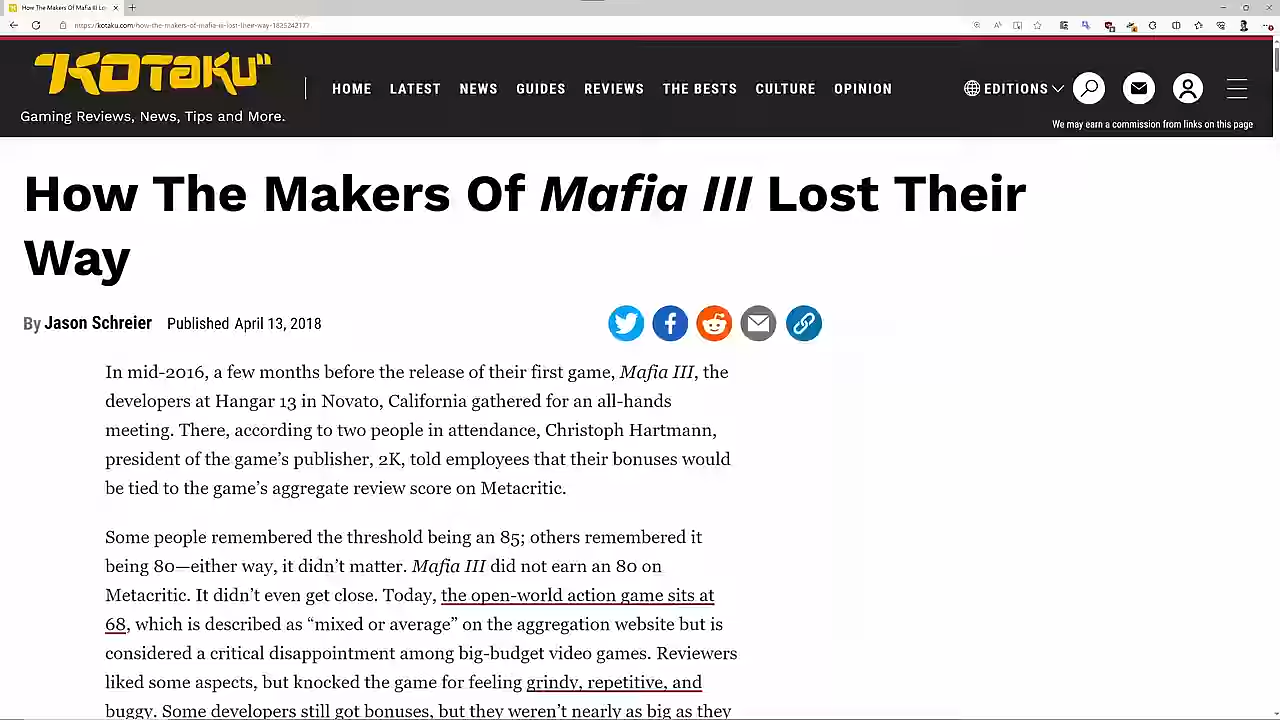 How The Makers Of Mafia III Los
https://kotaku.com/how-the-makers-of-mafia-iii-lost-their-way-1825242177
"KOTaKU"
Gaming Reviews, News, Tips and More.
HOME LATEST NEWS GUIDES REVIEWS THE BESTS CULTURE OPINION
EDITIONS
We may earn a commission from links on this page
How The Makers Of Mafia III Lost Their
Way
By Jason Schreier Published April 13, 2018
In mid-2016, a few months before the release of their first game, Mafia III, the
developers at Hangar 13 in Novato, California gathered for an all-hands
meeting. There, according to two people in attendance, Christoph Hartmann,
president of the game’s publisher, 2K, told employees that their bonuses would
be tied to the game’s aggregate review score on Metacritic.
Some people remembered the threshold being an 85; others remembered it
being 80—either way, it didn’t matter. Mafia III did not earn an 80 on
Metacritic. It didn’t even get close. Today, the open-world action game sits at
68, which is described as “mixed or average” on the aggregation website but is
considered a critical disappointment among big-budget video games. Reviewers
liked some aspects, but knocked the game for feeling grindy, repetitive, and
buggy. Some developers still got bonuses, but they weren’t nearly as big as they